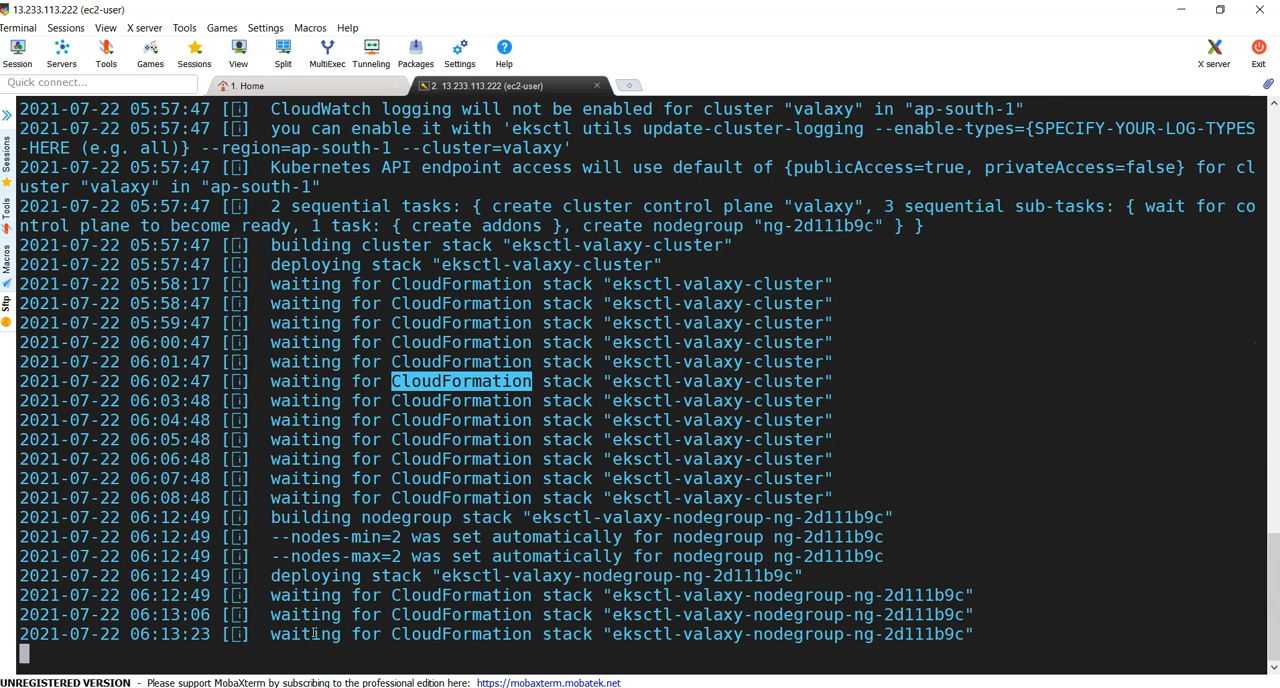 13.233.113.222 (ec2-user)
Terminal Sessions View X server Tools Games Settings Macros Help
Session Servers Tools Games Sessions View Split MultiExec Tunneling Packages Settings Help X server Exit
Quick connect... 1. Home 2. 13.233.113.222 (ec2-user)
2021-07-22 05:57:47 [i] CloudWatch logging will not be enabled for cluster "valaxy" in "ap-south-1"
2021-07-22 05:57:47 [i] you can enable it with 'eksctl utils update-cluster-logging --enable-types={SPECIFY-YOUR-LOG-TYPES
-HERE (e.g. all)} --region=ap-south-1 --cluster=valaxy'
2021-07-22 05:57:47 [i] Kubernetes API endpoint access will use default of {publicAccess=true, privateAccess=false} for cl
uster "valaxy" in "ap-south-1"
2021-07-22 05:57:47 [i] 2 sequential tasks: { create cluster control plane "valaxy", 3 sequential sub-tasks: { wait for co
ntrol plane to become ready, 1 task: { create addons }, create nodegroup "ng-2d111b9c" } }
2021-07-22 05:57:47 [i] building cluster stack "eksctl-valaxy-cluster"
2021-07-22 05:57:47 [i] deploying stack "eksctl-valaxy-cluster"
2021-07-22 05:58:17 [i] waiting for CloudFormation stack "eksctl-valaxy-cluster"
2021-07-22 05:58:47 [i] waiting for CloudFormation stack "eksctl-valaxy-cluster"
2021-07-22 05:59:47 [i] waiting for CloudFormation stack "eksctl-valaxy-cluster"
2021-07-22 06:00:47 [i] waiting for CloudFormation stack "eksctl-valaxy-cluster"
2021-07-22 06:01:47 [i] waiting for CloudFormation stack "eksctl-valaxy-cluster"
2021-07-22 06:02:47 [i] waiting for CloudFormation stack "eksctl-valaxy-cluster"
2021-07-22 06:03:48 [i] waiting for CloudFormation stack "eksctl-valaxy-cluster"
2021-07-22 06:04:48 [i] waiting for CloudFormation stack "eksctl-valaxy-cluster"
2021-07-22 06:05:48 [i] waiting for CloudFormation stack "eksctl-valaxy-cluster"
2021-07-22 06:06:48 [i] waiting for CloudFormation stack "eksctl-valaxy-cluster"
2021-07-22 06:07:48 [i] waiting for CloudFormation stack "eksctl-valaxy-cluster"
2021-07-22 06:08:48 [i] waiting for CloudFormation stack "eksctl-valaxy-cluster"
2021-07-22 06:12:49 [i] building nodegroup stack "eksctl-valaxy-nodegroup-ng-2d111b9c"
2021-07-22 06:12:49 [i] --nodes-min=2 was set automatically for nodegroup ng-2d111b9c
2021-07-22 06:12:49 [i] --nodes-max=2 was set automatically for nodegroup ng-2d111b9c
2021-07-22 06:12:49 [i] deploying stack "eksctl-valaxy-nodegroup-ng-2d111b9c"
2021-07-22 06:12:49 [i] waiting for CloudFormation stack "eksctl-valaxy-nodegroup-ng-2d111b9c"
2021-07-22 06:13:06 [i] waiting for CloudFormation stack "eksctl-valaxy-nodegroup-ng-2d111b9c"
2021-07-22 06:13:23 [i] waiting for CloudFormation stack "eksctl-valaxy-nodegroup-ng-2d111b9c"
Sessions
Tools
Macros
Sftp
UNREGISTERED VERSION - Please support MobaXterm by subscribing to the professional edition here: https://mobaxterm.mobatek.net